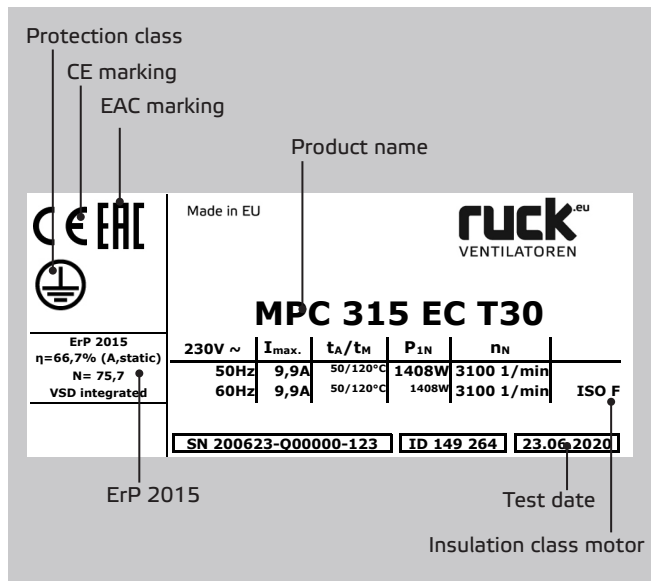 Protection class
CE marking
EAC marking
Product name
CE EAC
Made in EU
ruck.eu
VENTILATOREN
MPC 315 EC T30
ErP 2015
η=66,7% (A,static)
N= 75,7
VSD integrated
230V ~ Imax. tA/tM P1N nN
50Hz 9,9A 50/120°C 1408W 3100 1/min
60Hz 9,9A 50/120°C 1408W 3100 1/min ISO F
SN 200623-Q00000-123 ID 149 264 23.06.2020
ErP 2015
Test date
Insulation class motor